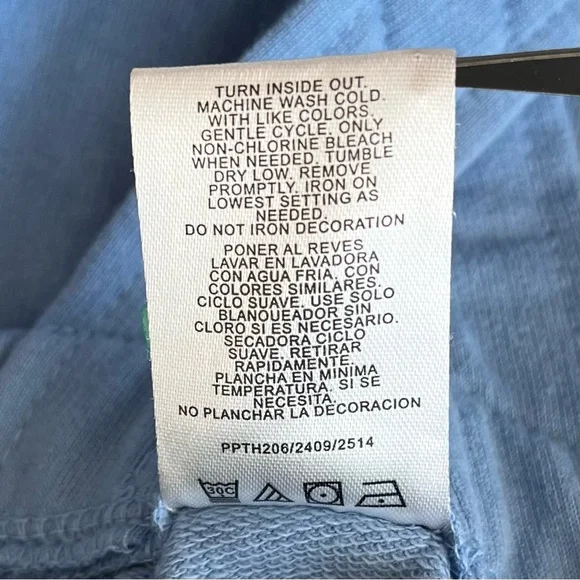 TURN INSIDE OUT.
MACHINE WASH COLD.
WITH LIKE COLORS.
GENTLE CYCLE. ONLY
NON-CHLORINE BLEACH
WHEN NEEDED. TUMBLE
DRY LOW. REMOVE
PROMPTLY. IRON ON
LOWEST SETTING AS
NEEDED.
DO NOT IRON DECORATION
PONER AL REVES
LAVAR EN LAVADORA
CON AGUA FRIA. CON
COLORES SIMILARES.
CICLO SUAVE. USE SOLO
BLANQUEADOR SIN
CLORO SI ES NECESARIO.
SECADORA CICLO
SUAVE. RETIRAR
RAPIDAMENTE.
PLANCHA EN MINIMA
TEMPERATURA. SI SE
NECESITA.
NO PLANCHAR LA DECORACION
PPTH206/2409/2514
30C